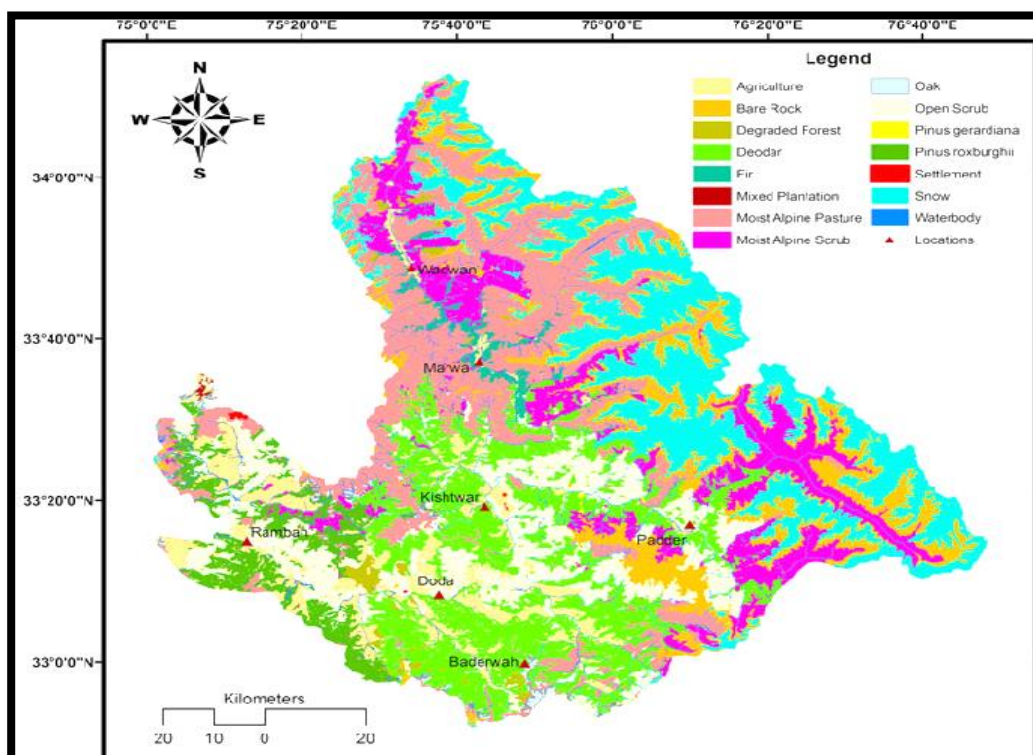 75°0'0"E 75°20'0"E 75°40'0"E 76°0'0"E 76°20'0"E 76°40'0"E
Legend
N
W E
S
Agriculture
Bare Rock
Degraded Forest
Deodar
Fir
Mixed Plantation
Moist Alpine Pasture
Moist Alpine Scrub
Oak
Open Scrub
Pinus gerardiana
Pinus roxburghii
Settlement
Snow
Waterbody
Locations
34°0'0"N
33°40'0"N
33°20'0"N
33°0'0"N
Warwan
Marwa
Kishtwar
Ramban
Padder
Doda
Baderwah
Kilometers
20 10 0 20